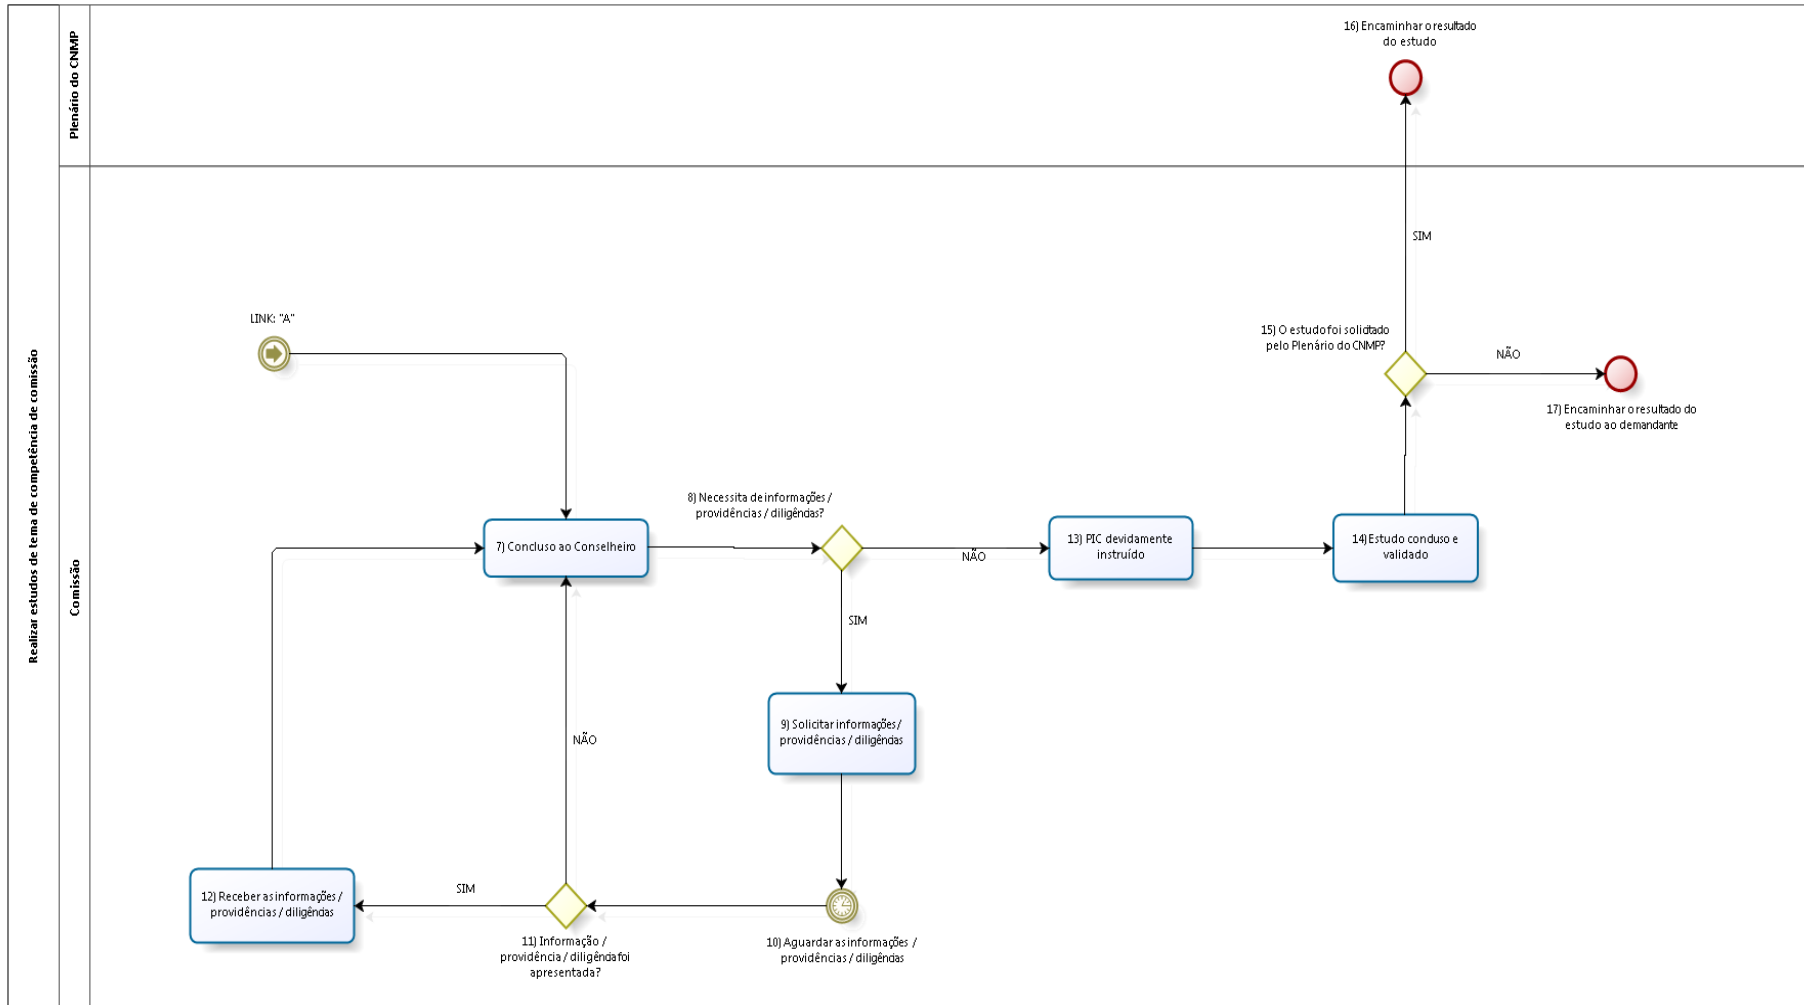 Realizar estudos de tema de competência de comissão
Plenário do CNMP
16) Encaminhar o resultado
do estudo
Comissão
SIM
LINK: "A"
15) O estudo foi solicitado
pelo Plenário do CNMP?
NÃO
17) Encaminhar o resultado do
estudo ao demandante
8) Necessita de informações /
providências / diligências?
7) Concluso ao Conselheiro
NÃO
13) PIC devidamente
instruído
14) Estudo concluso e
validado
SIM
9) Solicitar informações /
providências / diligências
NÃO
12) Receber as informações /
providências / diligências
SIM
11) Informação /
providência / diligência foi
apresentada?
10) Aguardar as informações /
providências / diligências